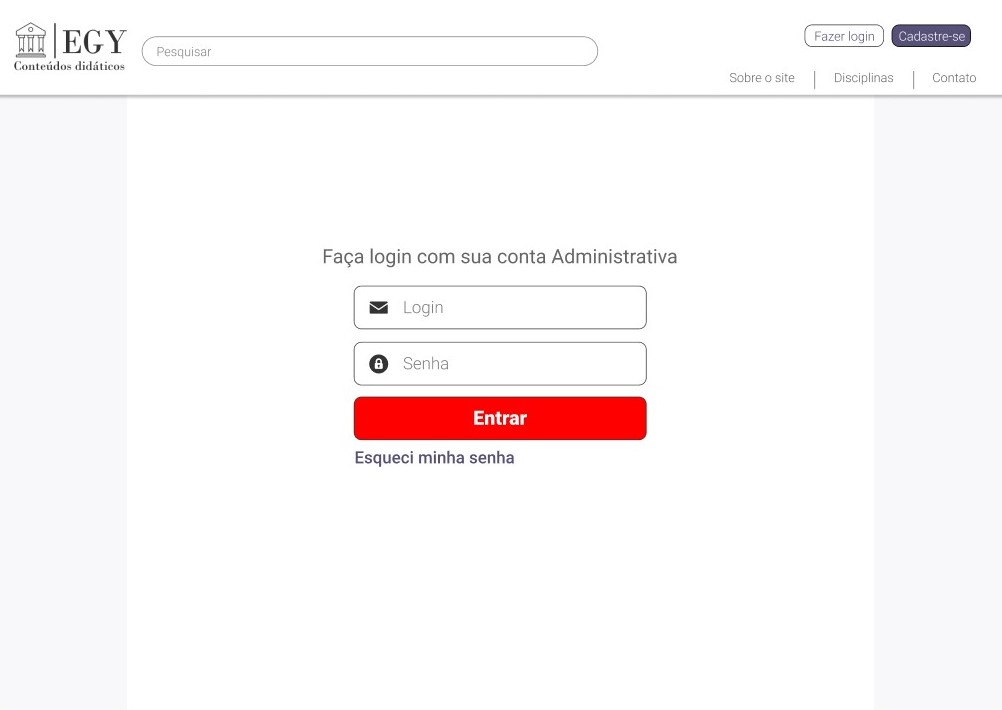 EGY
Conteúdos didáticos
Pesquisar
Fazer login
Cadastre-se
Sobre o site
Disciplinas
Contato
Faça login com sua conta Administrativa
Login
Senha
Entrar
Esqueci minha senha